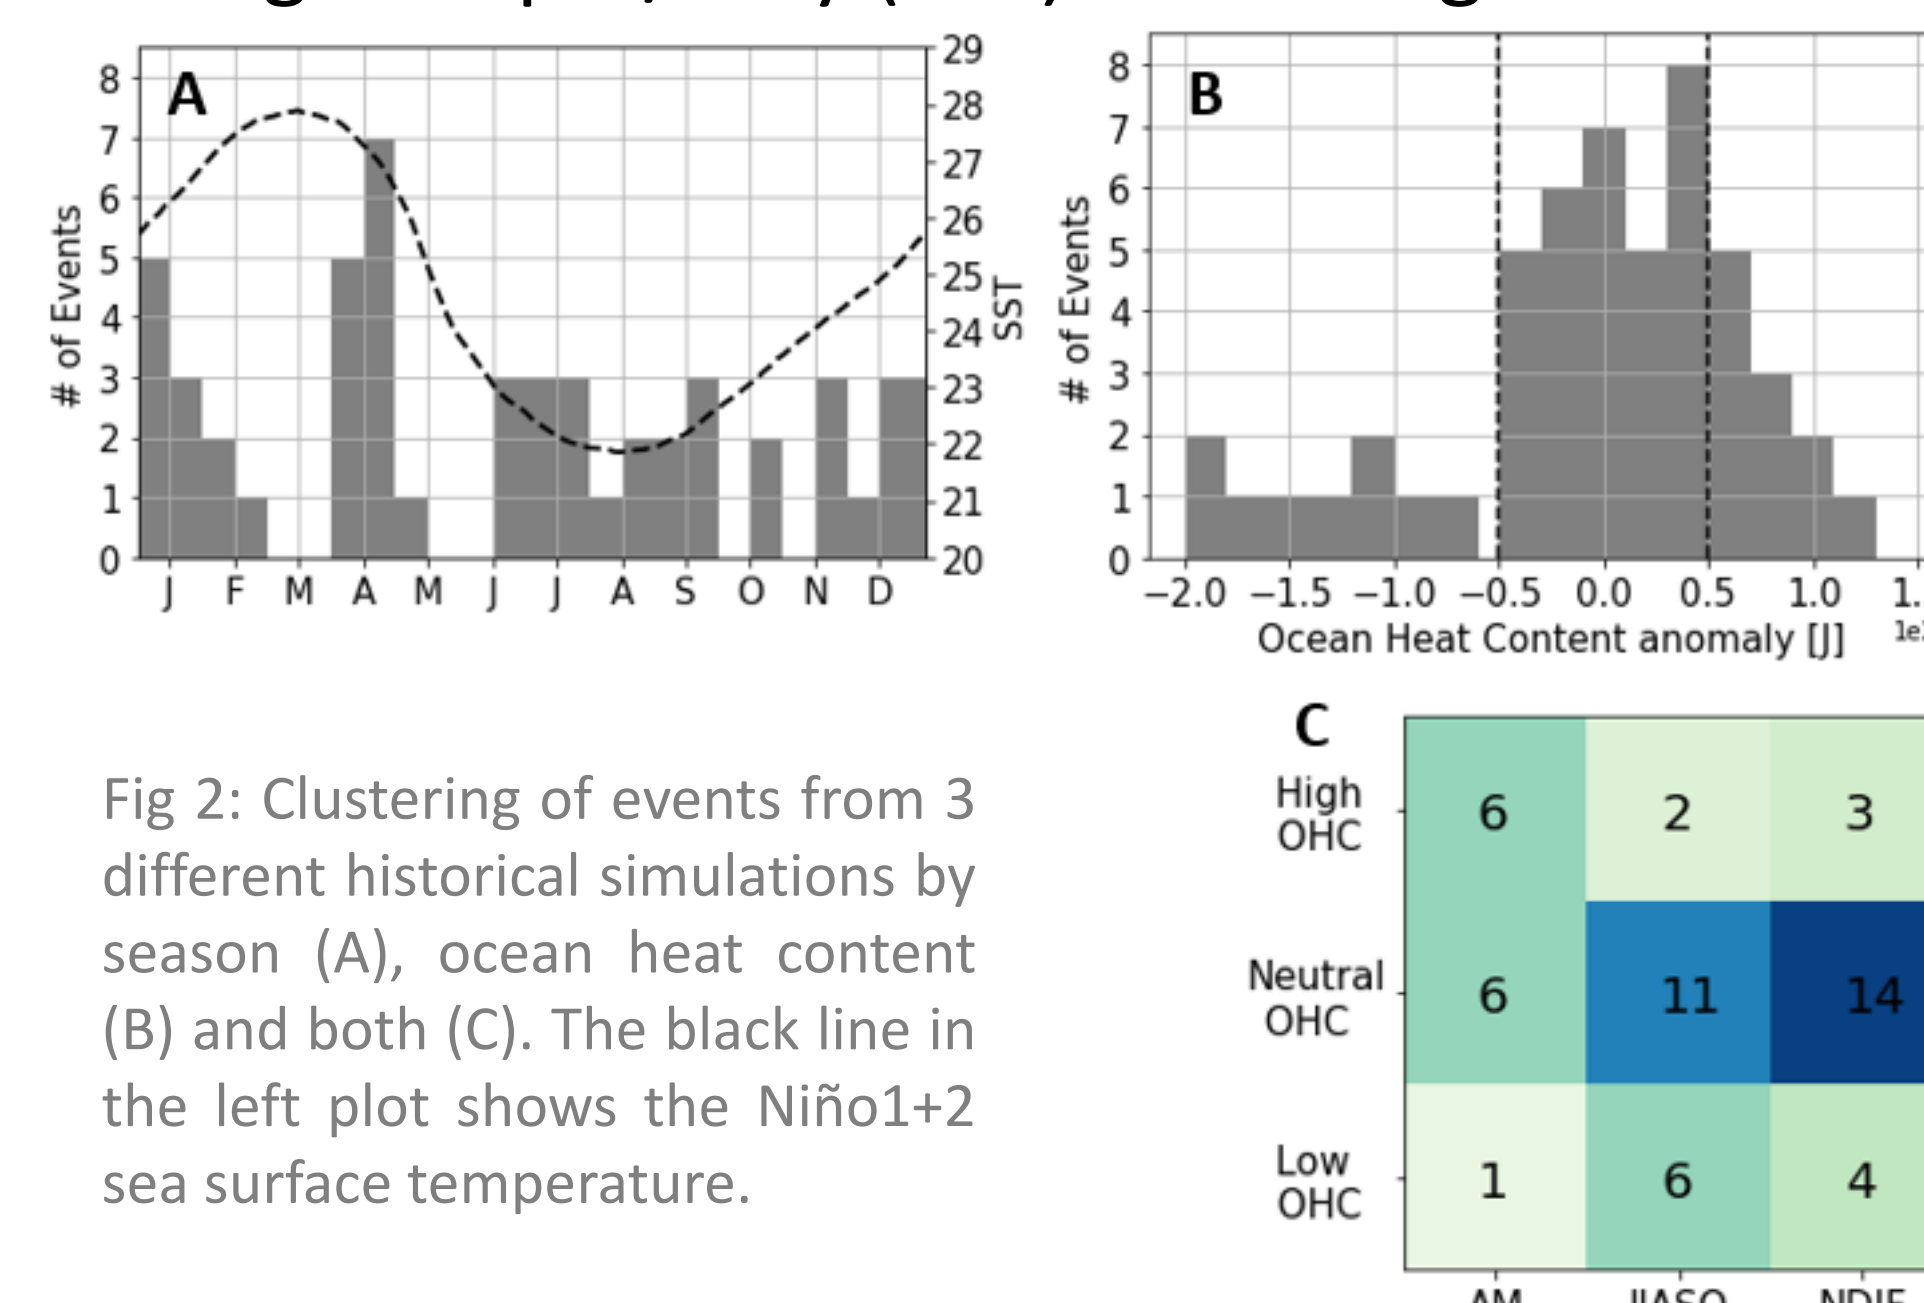 A
8
7
6
5
4
3
2
1
0
# of Events
29
28
27
26
25
24
23
22
21
20
SST
J F M A M J J A S O N D
B
8
7
6
5
4
3
2
1
0
# of Events
−2.0 −1.5 −1.0 −0.5 0.0 0.5 1.0
Ocean Heat Content anomaly [J]
Fig 2: Clustering of events from 3
different historical simulations by
season (A), ocean heat content
(B) and both (C). The black line in
the left plot shows the Niño1+2
sea surface temperature.
C
High
OHC
6 2 3
Neutral
OHC
6 11 14
Low
OHC
1 6 4